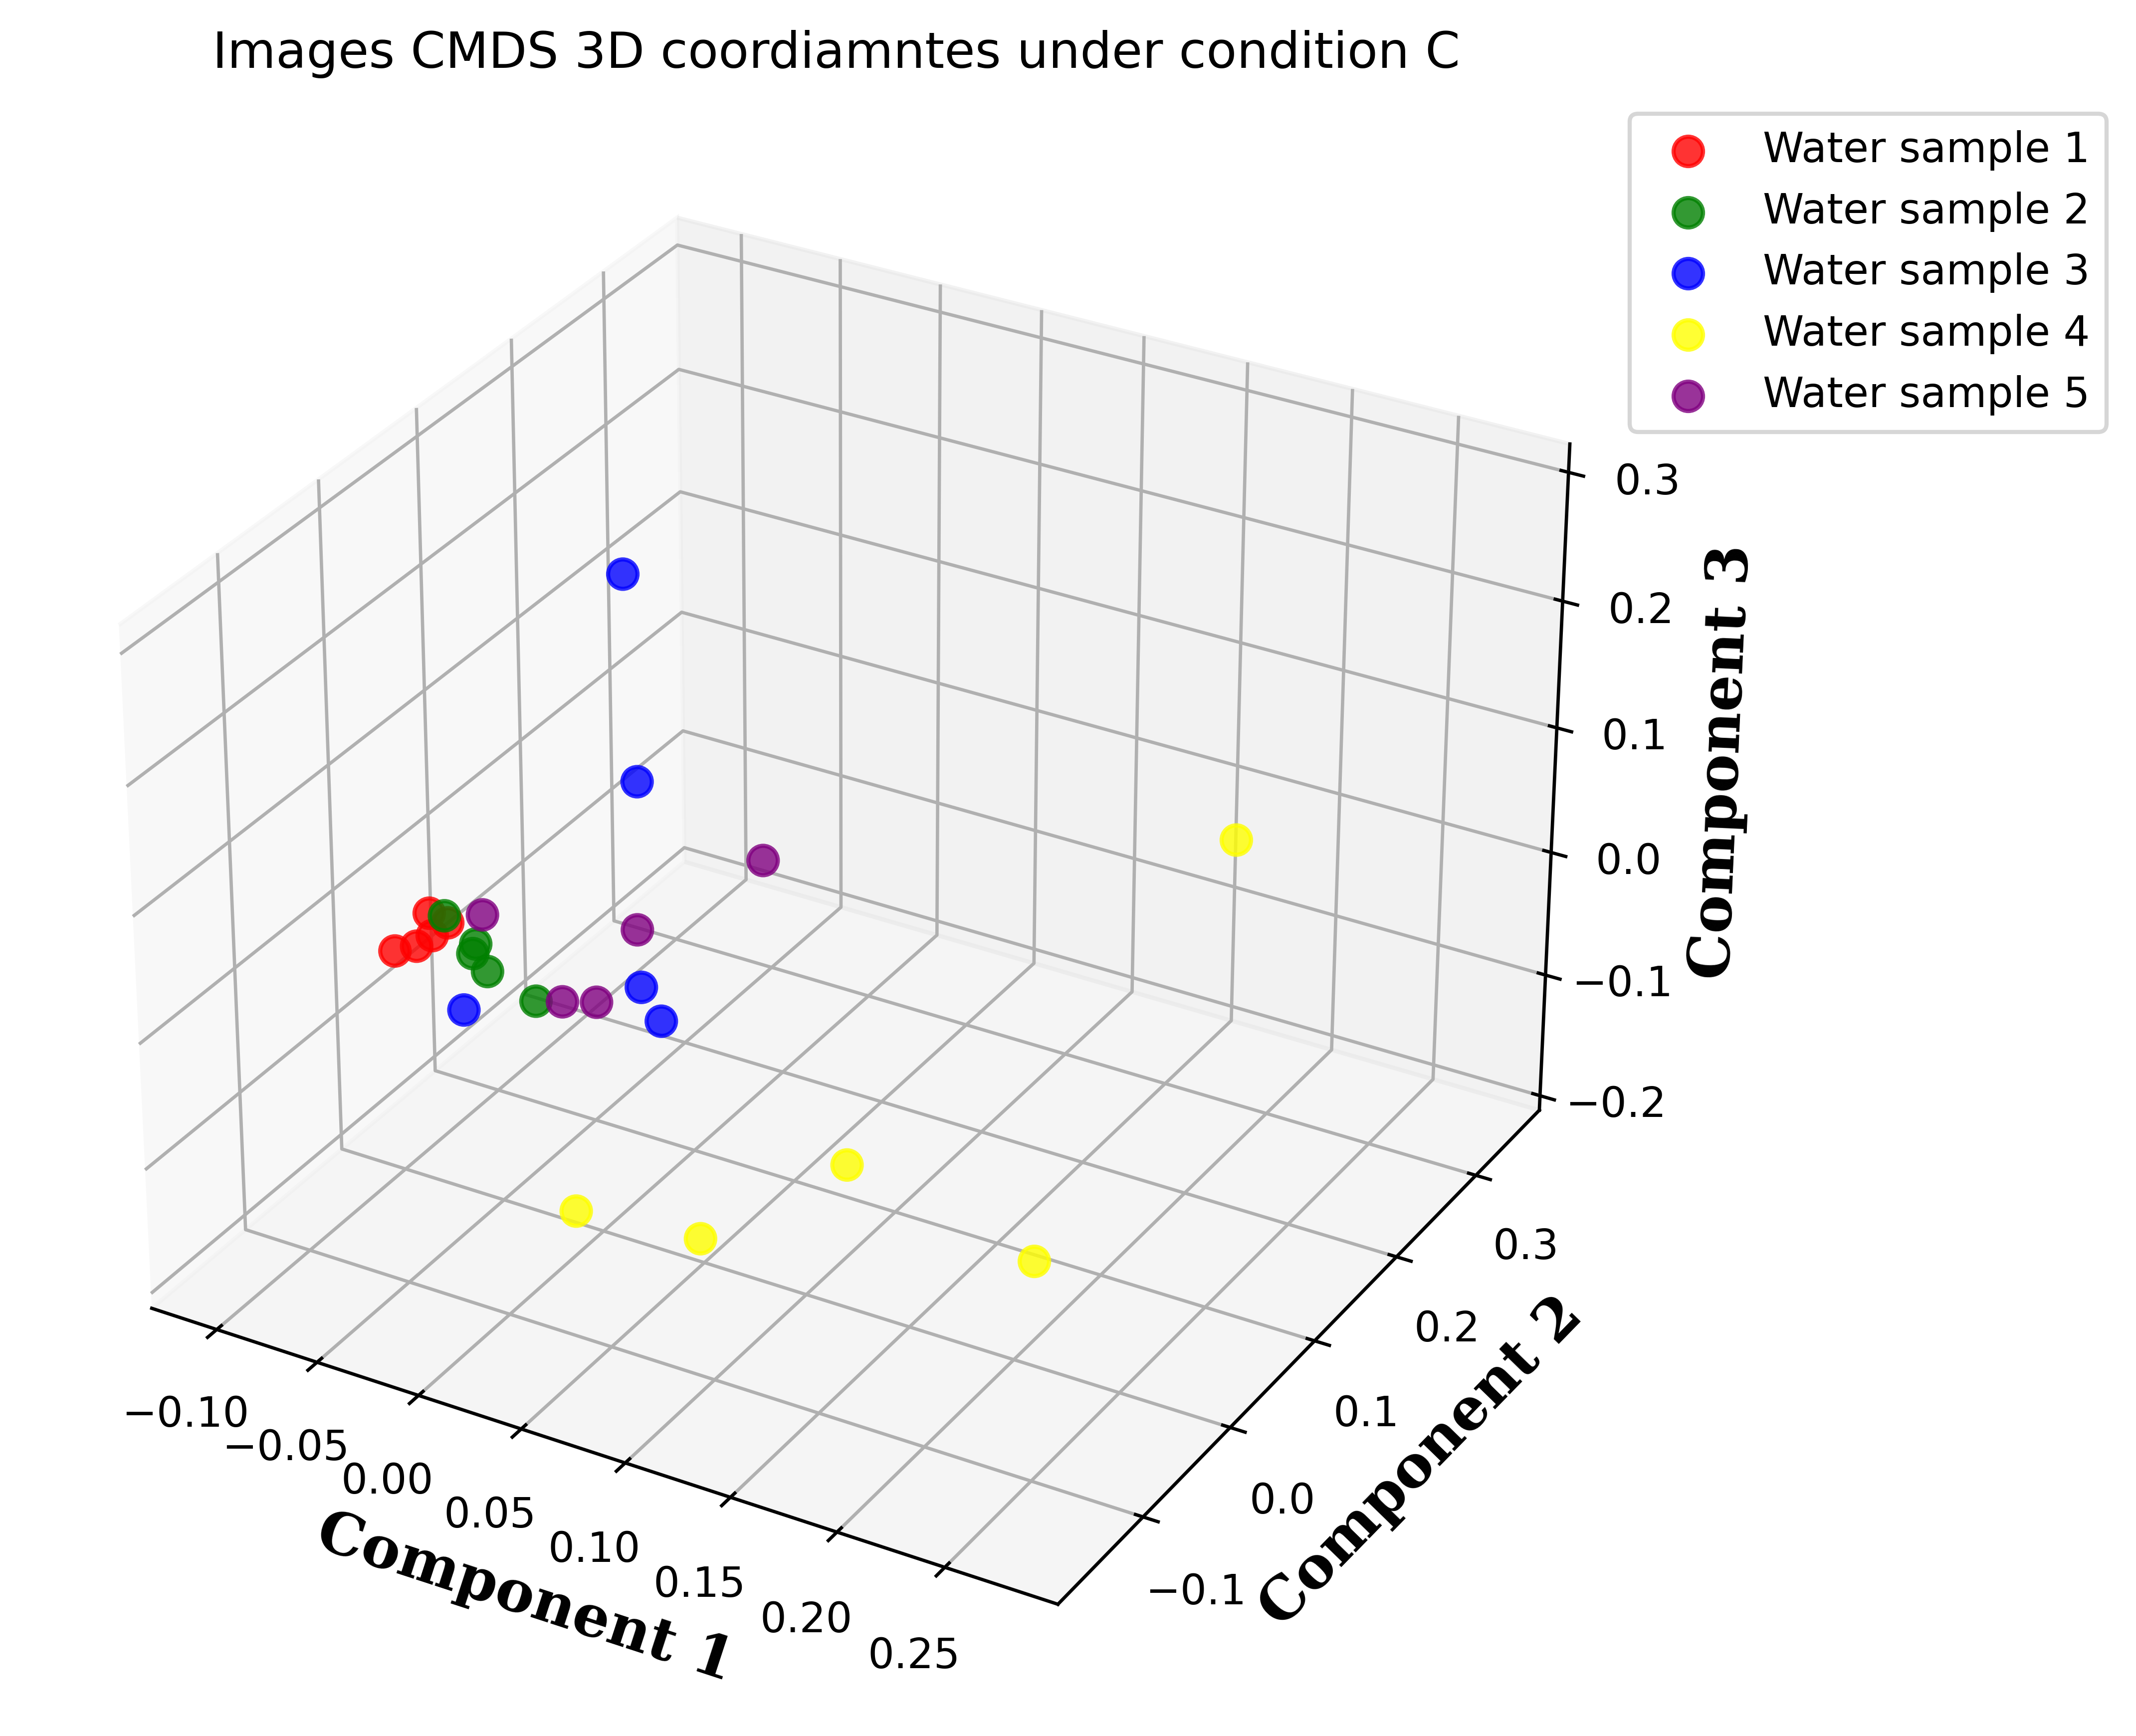 Images CMDS 3D coordiamntes under condition C
Water sample 1
Water sample 2
Water sample 3
Water sample 4
Water sample 5
0.3
0.2
0.1
0.0
−0.1
−0.2
Component 3
0.3
0.2
0.1
0.0
−0.1
Component 2
−0.10
−0.05
0.00
0.05
0.10
0.15
0.20
0.25
Component 1